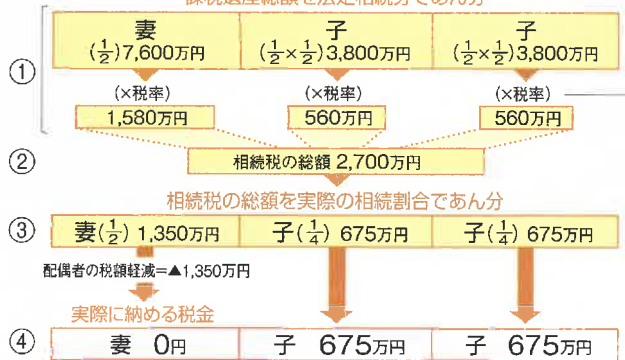 課税遺産総額を法定相続分であん分
① 妻 子 子
(1/2)7,600万円 (1/2×1/2)3,800万円 (1/2×1/2)3,800万円
(×税率) (×税率) (×税率)
1,580万円 560万円 560万円
② 相続税の総額 2,700万円
相続税の総額を実際の相続割合であん分
③ 妻(1/2) 1,350万円 子(1/4) 675万円 子(1/4) 675万円
配偶者の税額軽減=▲1,350万円
実際に納める税金
④ 妻 0円 子 675万円 子 675万円